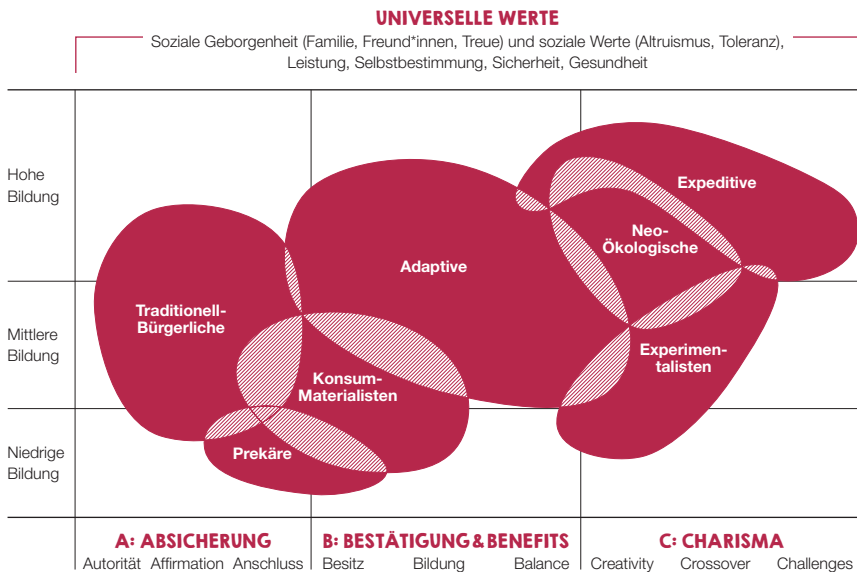 UNIVERSELLE WERTE
Soziale Geborgenheit (Familie, Freund*innen, Treue) und soziale Werte (Altruismus, Toleranz),
Leistung, Selbstbestimmung, Sicherheit, Gesundheit
Hohe
Bildung
Expeditive
Neo-
Ökologische
Adaptive
Mittlere
Bildung
Traditionell-
Bürgerliche
Experimen-
talisten
Konsum-
Materialisten
Niedrige
Bildung
Prekäre
A: ABSICHERUNG
Autorität Affirmation Anschluss
B: BESTÄTIGUNG & BENEFITS
Besitz Bildung Balance
C: CHARISMA
Creativity Crossover Challenges